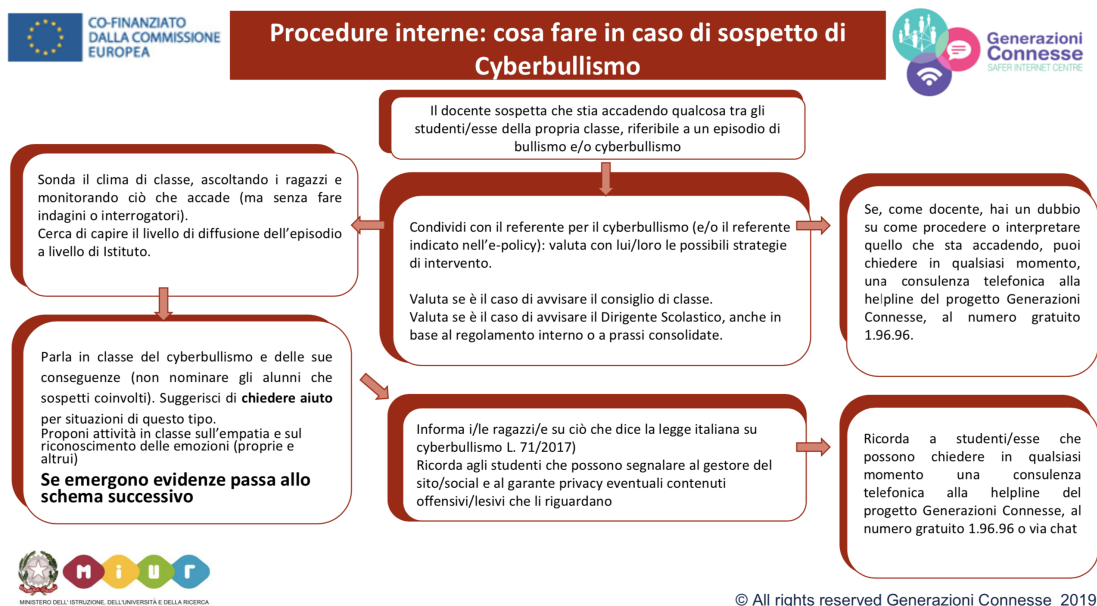 CO-FINANZIATO
DALLA COMMISSIONE
EUROPEA
Procedure interne: cosa fare in caso di sospetto di
Cyberbullismo
Generazioni
Connesse
SAFER INTERNET CENTRE
Il docente sospetta che stia accadendo qualcosa tra gli
studenti/esse della propria classe, riferibile a un episodio di
bullismo e/o cyberbullismo
Sonda il clima di classe, ascoltando i ragazzi e
monitorando ciò che accade (ma senza fare
indagini o interrogatori).
Cerca di capire il livello di diffusione dell'episodio
a livello di Istituto.
Condividi con il referente per il cyberbullismo (e/o il referente
indicato nell'e-policy): valuta con lui/loro le possibili strategie
di intervento.
Valuta se è il caso di avvisare il consiglio di classe.
Valuta se è il caso di avvisare il Dirigente Scolastico, anche in
base al regolamento interno o a prassi consolidate.
Se, come docente, hai un dubbio
su come procedere o interpretare
quello che sta accadendo, puoi
chiedere in qualsiasi momento,
una consulenza telefonica alla
helpline del progetto Generazioni
Connesse, al numero gratuito
1.96.96.
Parla in classe del cyberbullismo e delle sue
conseguenze (non nominare gli alunni che
sospetti coinvolti). Suggerisci di chiedere aiuto
per situazioni di questo tipo.
Proponi attività in classe sull'empatia e sul
riconoscimento delle emozioni (proprie e
altrui)
Se emergono evidenze passa allo
schema successivo
Informa i/le ragazzi/e su ciò che dice la legge italiana su
cyberbullismo L. 71/2017)
Ricorda agli studenti che possono segnalare al gestore del
sito/social e al garante privacy eventuali contenuti
offensivi/lesivi che li riguardano
Ricorda a studenti/esse che
possono chiedere in qualsiasi
momento una consulenza
telefonica alla helpline del
progetto Generazioni Connesse, al
numero gratuito 1.96.96 o via chat
miur
MINISTERO DELL' ISTRUZIONE, DELL'UNIVERSITÀ E DELLA RICERCA
© All rights reserved Generazioni Connesse 2019